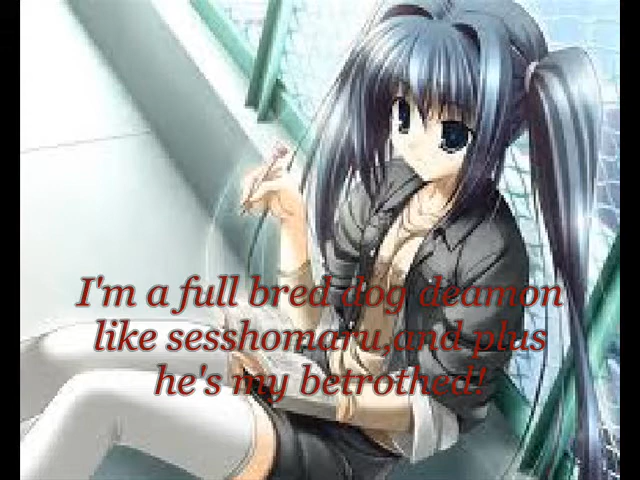 I'm a full bred dog deamon
like sesshomaru,and plus
he's my betrothed!